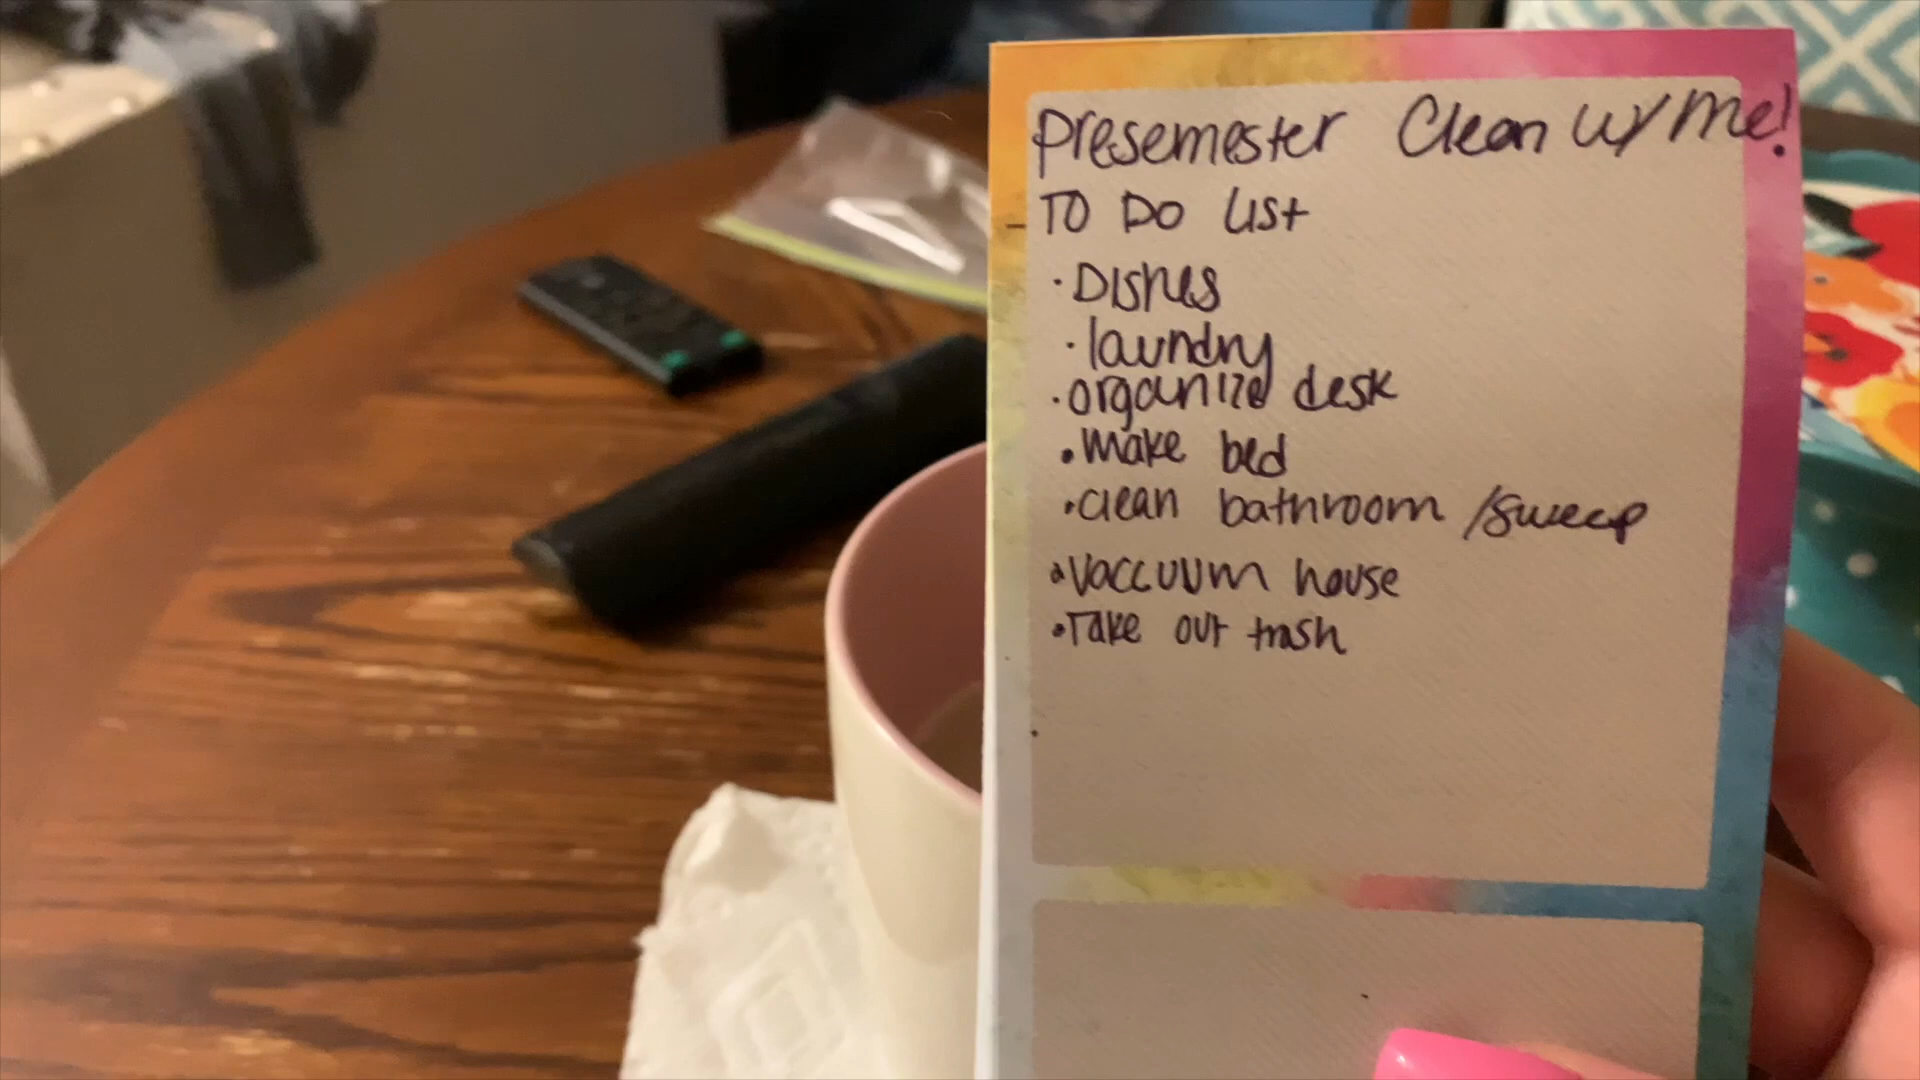 Presemester Clean w/ Me!
TO DO LIST
· DISHES
· laundry
· organize desk
• make bed
• clean bathroom /sweep
• vaccuum house
• Take out trash